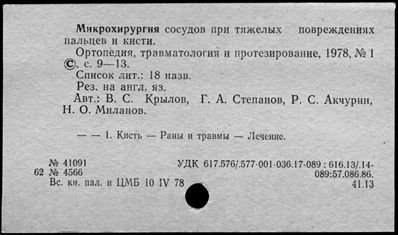 Микрохирургия сосудов при тяжелых повреждениях
пальцев и кисти.
Ортопедия, травматология и протезирование, 1978, № 1
©, с. 9—13.
Список лит.: 18 назв.
Рез. на англ. яз.
Авт.: В. С. Крылов, Г. А. Степанов, Р. С. Акчурин,
Н. О. Миланов.
— — 1. Кисть — Раны и травмы — Лечение.
№ 41091 УДК 617.576/.577-001-036.17-089 : 616.13/.14-
62 № 4566 089:57.086.86.
Вс. кн. пал. и ЦМБ 10 IV 78 41.13